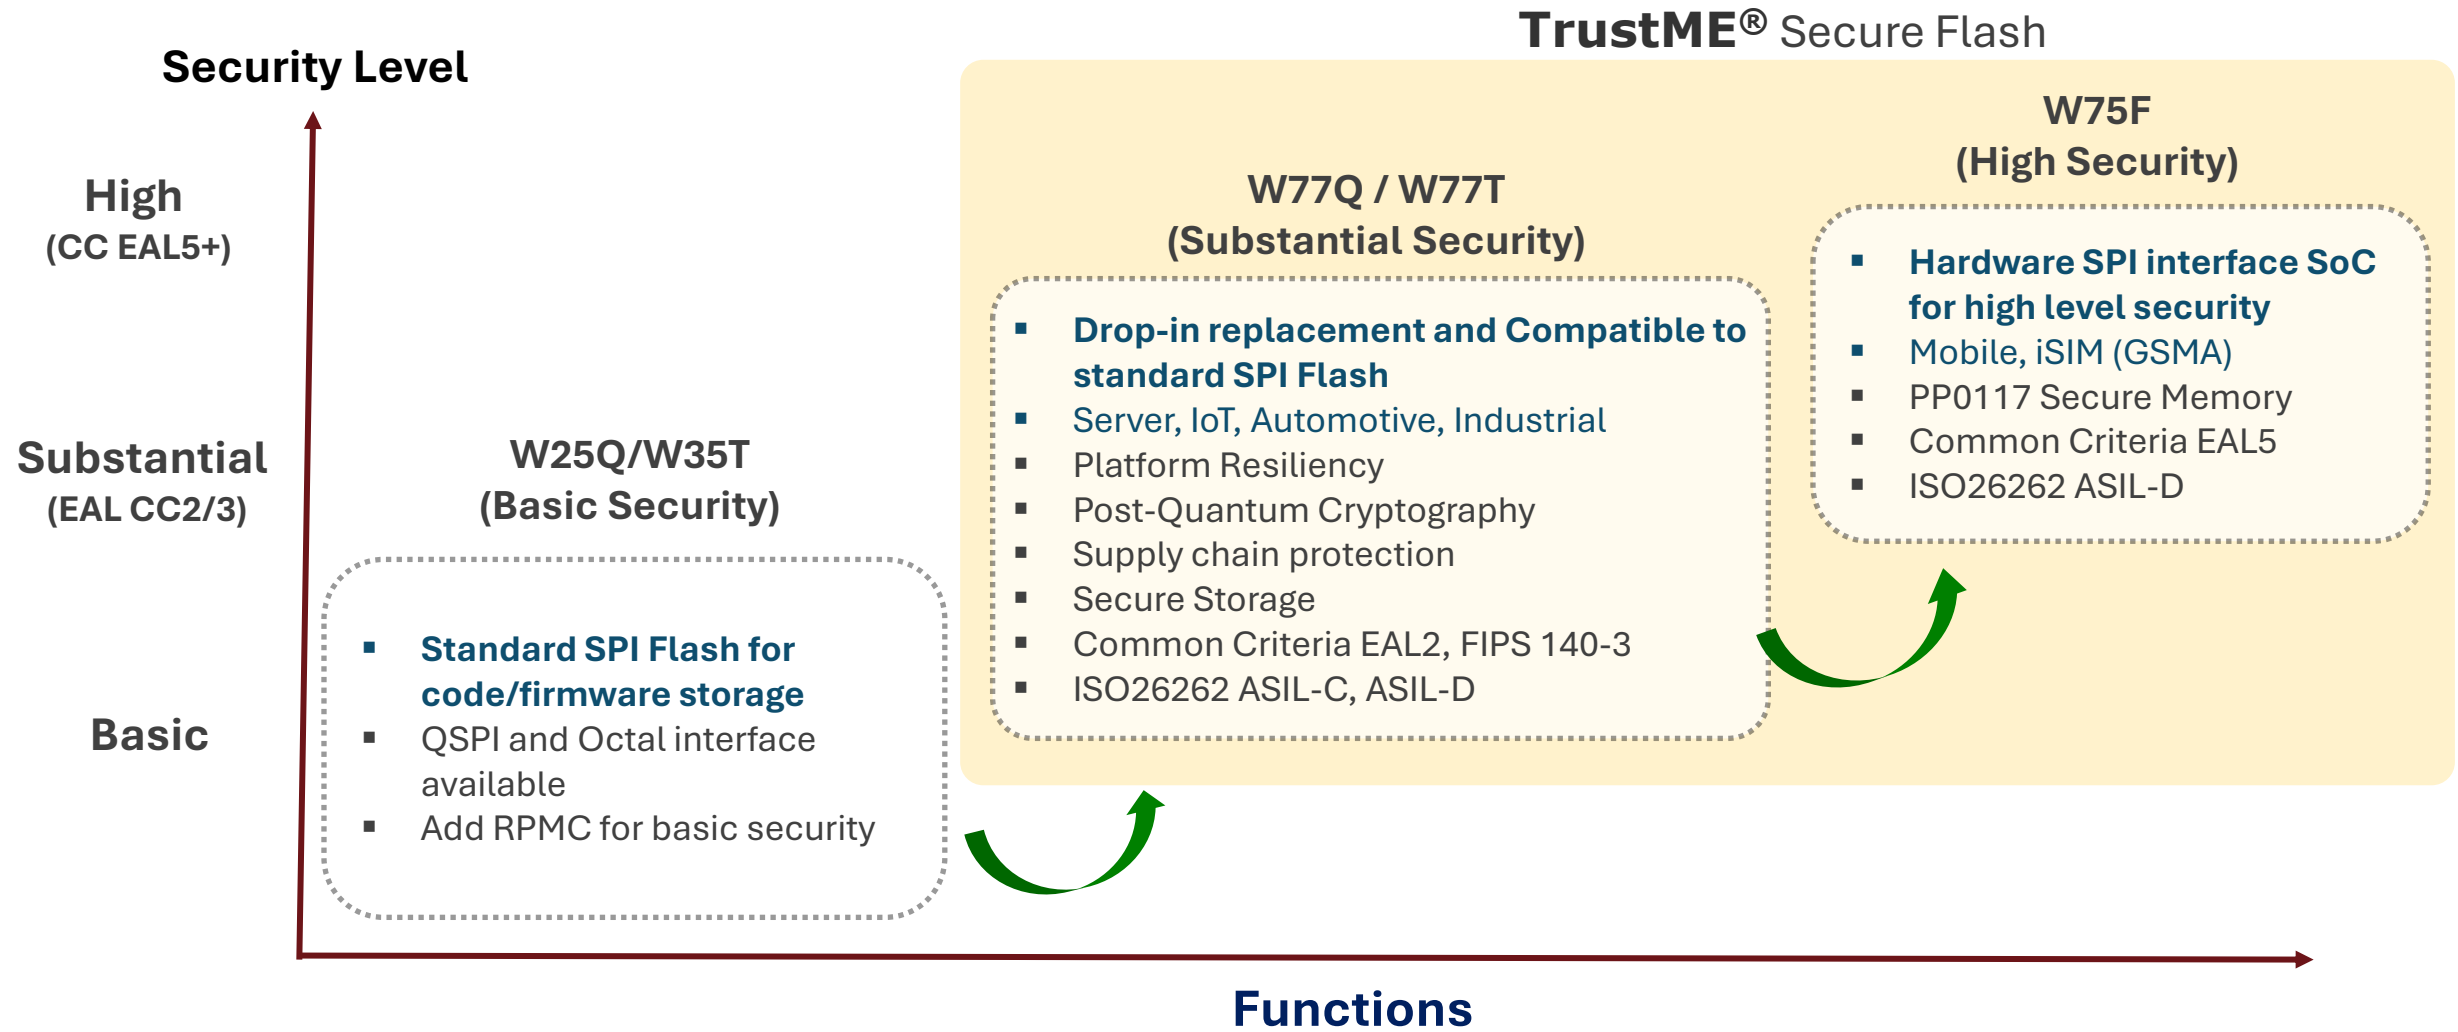 TrustME® Secure Flash
Security Level
High
(CC EAL5+)
Substantial
(EAL CC2/3)
Basic
W25Q/W35T
(Basic Security)
▪ Standard SPI Flash for
code/firmware storage
▪ QSPI and Octal interface
available
▪ Add RPMC for basic security
W77Q / W77T
(Substantial Security)
▪ Drop-in replacement and Compatible to
standard SPI Flash
▪ Server, IoT, Automotive, Industrial
▪ Platform Resiliency
▪ Post-Quantum Cryptography
▪ Supply chain protection
▪ Secure Storage
▪ Common Criteria EAL2, FIPS 140-3
▪ ISO26262 ASIL-C, ASIL-D
W75F
(High Security)
▪ Hardware SPI interface SoC
for high level security
▪ Mobile, iSIM (GSMA)
▪ PP0117 Secure Memory
▪ Common Criteria EAL5
▪ ISO26262 ASIL-D
Functions